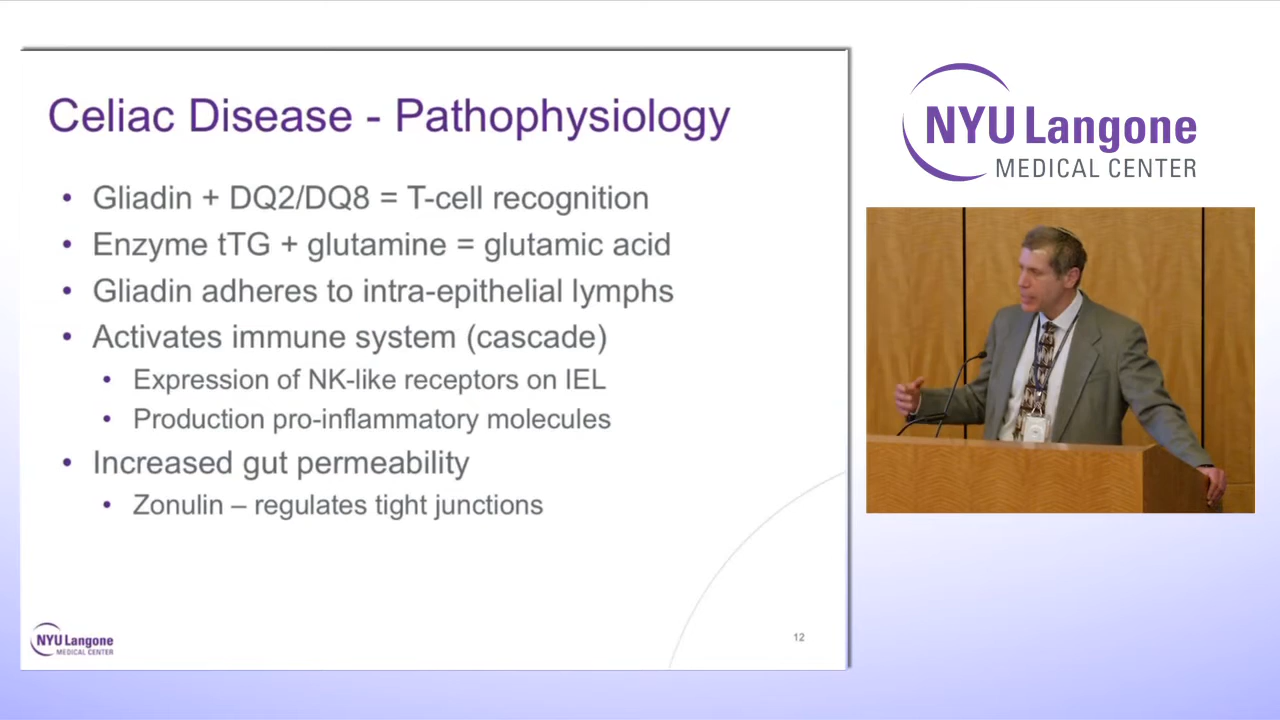 Celiac Disease - Pathophysiology
• Gliadin + DQ2/DQ8 = T-cell recognition
• Enzyme tTG + glutamine = glutamic acid
• Gliadin adheres to intra-epithelial lymphs
• Activates immune system (cascade)
• Expression of NK-like receptors on IEL
• Production pro-inflammatory molecules
• Increased gut permeability
• Zonulin – regulates tight junctions
NYU Langone
MEDICAL CENTER
12
NYU Langone
MEDICAL CENTER